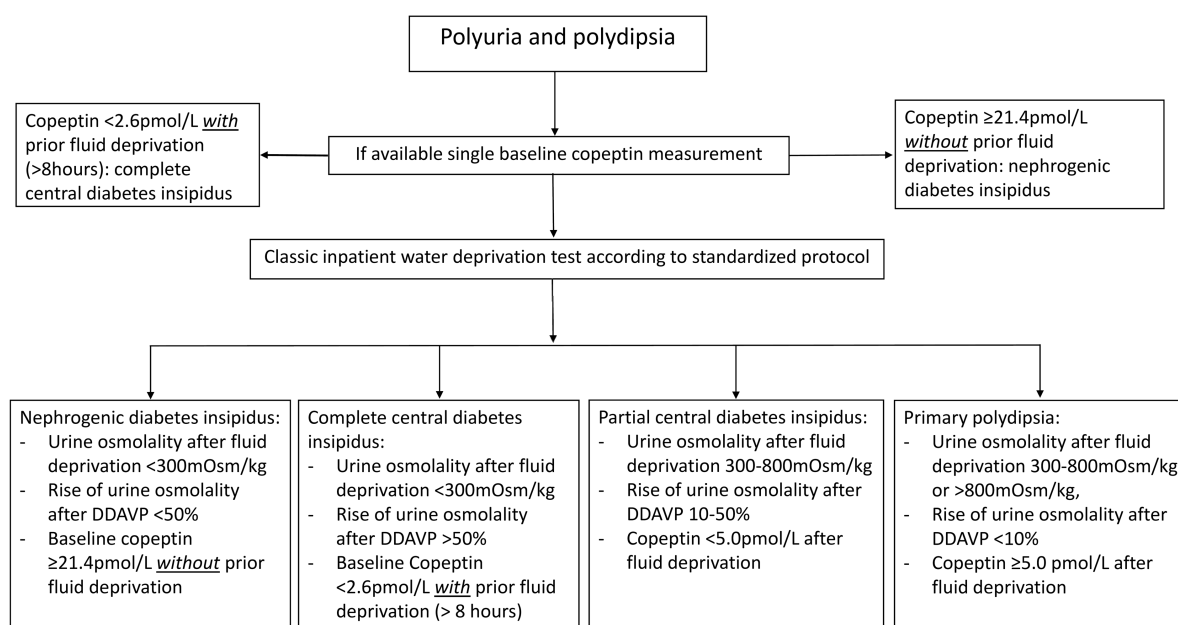 Polyuria and polydipsia
Copeptin <2.6pmol/L with
prior fluid deprivation
(>8hours): complete
central diabetes insipidus
If available single baseline copeptin measurement
Copeptin ≥21.4pmol/L
without prior fluid
deprivation: nephrogenic
diabetes insipidus
Classic inpatient water deprivation test according to standardized protocol
Nephrogenic diabetes insipidus:
- Urine osmolality after fluid
deprivation <300mOsm/kg
- Rise of urine osmolality
after DDAVP <50%
- Baseline copeptin
≥21.4pmol/L without prior
fluid deprivation
Complete central diabetes
insipidus:
- Urine osmolality after fluid
deprivation <300mOsm/kg
- Rise of urine osmolality
after DDAVP >50%
- Baseline Copeptin
<2.6pmol/L with prior fluid
deprivation (> 8 hours)
Partial central diabetes insipidus:
- Urine osmolality after fluid
deprivation 300-800mOsm/kg
- Rise of urine osmolality after
DDAVP 10-50%
- Copeptin <5.0pmol/L after
fluid deprivation
Primary polydipsia:
- Urine osmolality after fluid
deprivation 300-800mOsm/kg
or >800mOsm/kg,
- Rise of urine osmolality after
DDAVP <10%
- Copeptin ≥5.0 pmol/L after
fluid deprivation